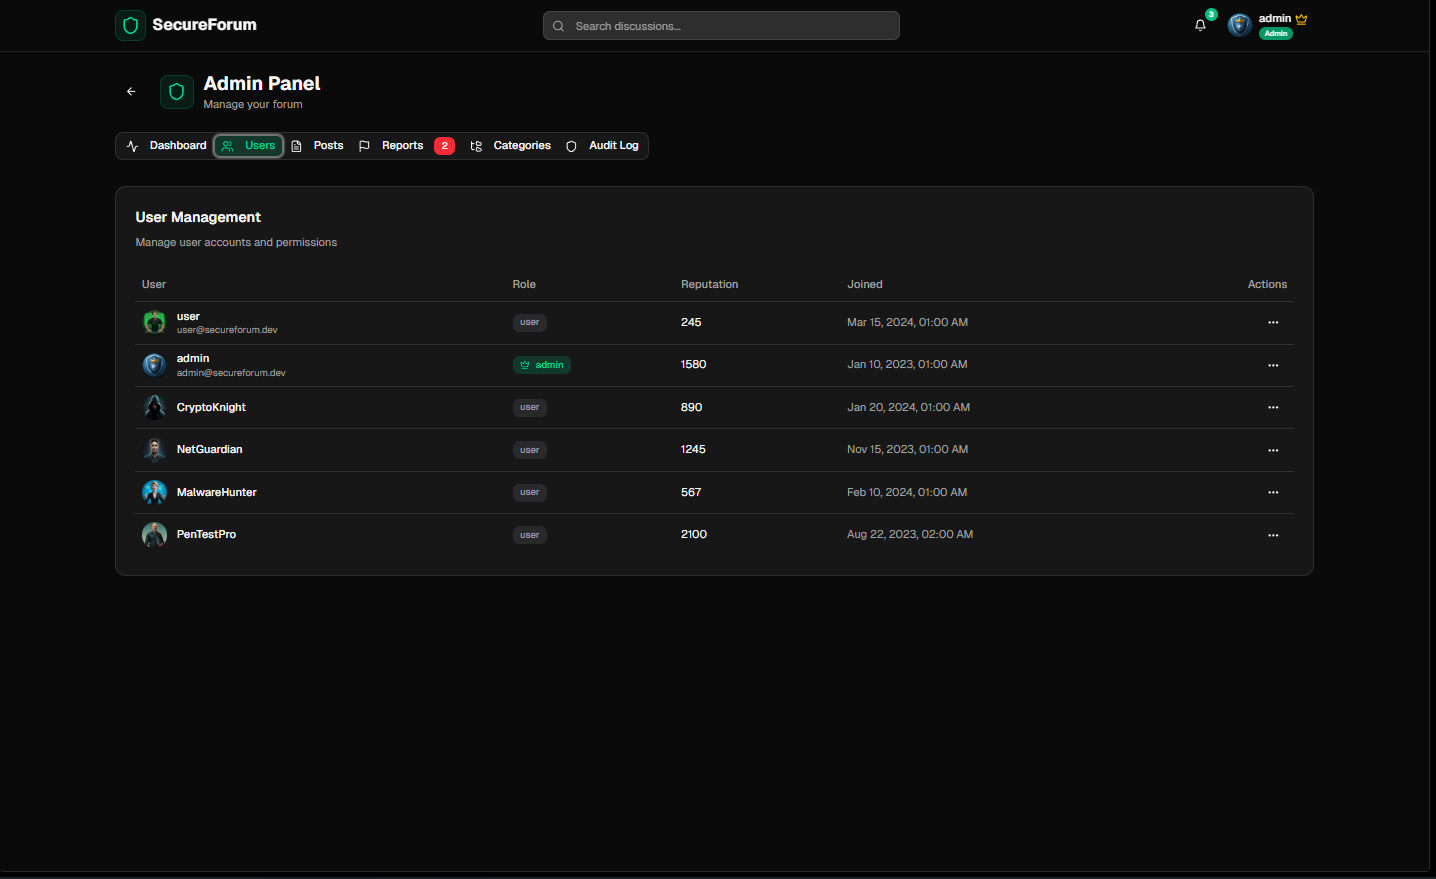 SecureForum
Search discussions...
3
admin
Admin
Admin Panel
Manage your forum
Dashboard Users Posts Reports 2 Categories Audit Log
User Management
Manage user accounts and permissions
User Role Reputation Joined Actions
user
user@secureforum.dev
user 245 Mar 15, 2024, 01:00 AM
admin
admin@secureforum.dev
admin 1580 Jan 10, 2023, 01:00 AM
CryptoKnight user 890 Jan 20, 2024, 01:00 AM
NetGuardian user 1245 Nov 15, 2023, 01:00 AM
MalwareHunter user 567 Feb 10, 2024, 01:00 AM
PenTestPro user 2100 Aug 22, 2023, 02:00 AM